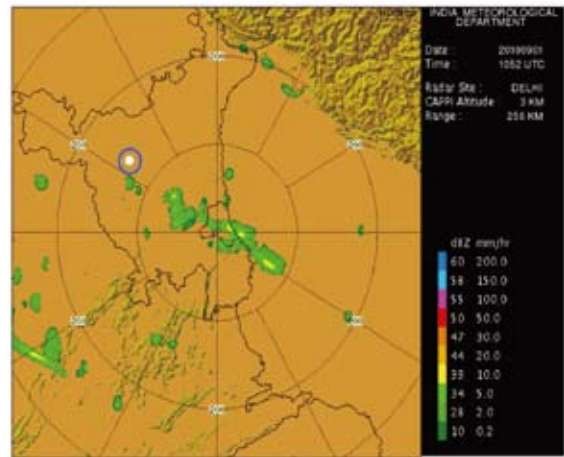 INDIA METEOROLOGICAL
DEPARTMENT
Date :
Time : 1052 UTC
Radar Site : DELHI
CAPPI Altitude 3 KM
Range : 256 KM
dBZ mm/hr
60 200.0
58 150.0
55 100.0
50 50.0
47 30.0
44 20.0
39 10.0
34 5.0
28 2.0
10 0.2